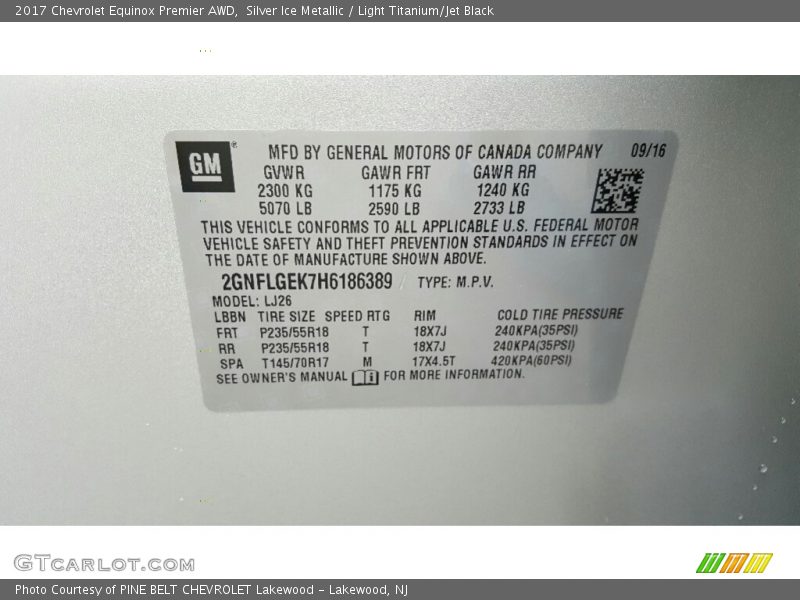 2017 Chevrolet Equinox Premier AWD,  Silver Ice Metallic / Light Titanium/Jet Black
GM®
MFD BY GENERAL MOTORS OF CANADA COMPANY 09/16
GVWR GAWR FRT GAWR RR
2300 KG 1175 KG 1240 KG
5070 LB 2590 LB 2733 LB
THIS VEHICLE CONFORMS TO ALL APPLICABLE U.S. FEDERAL MOTOR
VEHICLE SAFETY AND THEFT PREVENTION STANDARDS IN EFFECT ON
THE DATE OF MANUFACTURE SHOWN ABOVE.
2GNFLGEK7H6186389 TYPE: M.P.V.
MODEL: LJ26
LBBN TIRE SIZE SPEED RTG RIM COLD TIRE PRESSURE
FRT P235/55R18 T 18X7J 240KPA(35PSI)
RR P235/55R18 T 18X7J 240KPA(35PSI)
SPA T145/70R17 M 17X4.5T 420KPA(60PSI)
SEE OWNER'S MANUAL FOR MORE INFORMATION.
GTCARLOT.COM
Photo Courtesy of PINE BELT CHEVROLET Lakewood - Lakewood, NJ